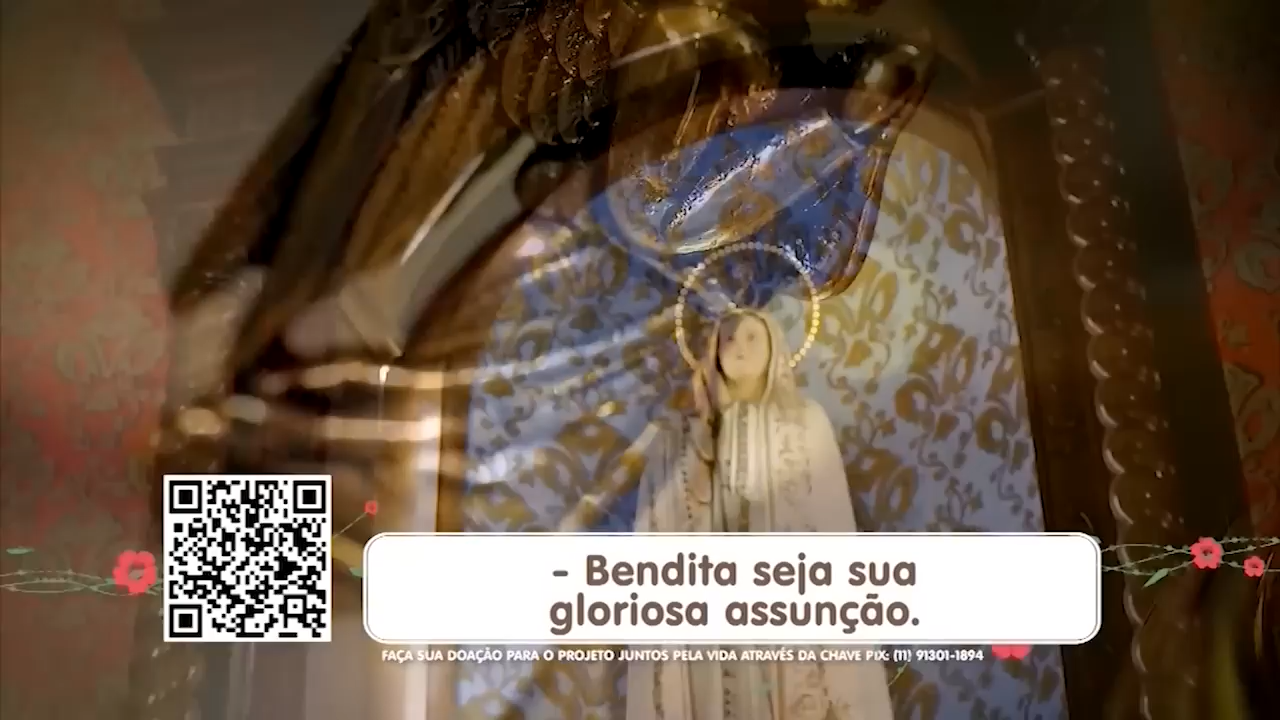 - Bendita seja sua
gloriosa assunção.
FAÇA SUA DOAÇÃO PARA O PROJETO JUNTOS PELA VIDA ATRAVÉS DA CHAVE PIX: (11) 91301-1894